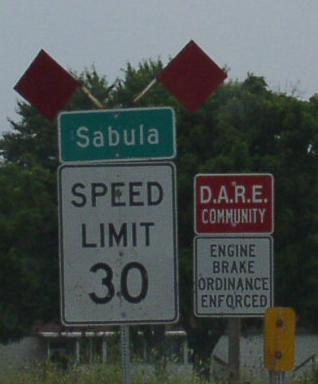 Sabula
SPEED
LIMIT
30
D.A.R.E.
COMMUNITY
ENGINE
BRAKE
ORDINANCE
ENFORCED